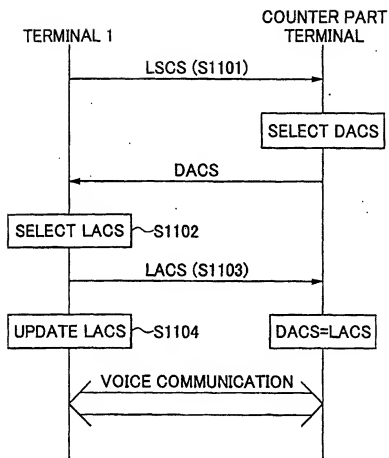 TERMINAL 1
COUNTER PART
TERMINAL
LSCS (S1101)
SELECT DACS
DACS
SELECT LACS
S1102
LACS (S1103)
UPDATE LACS
S1104
DACS=LACS
VOICE COMMUNICATION